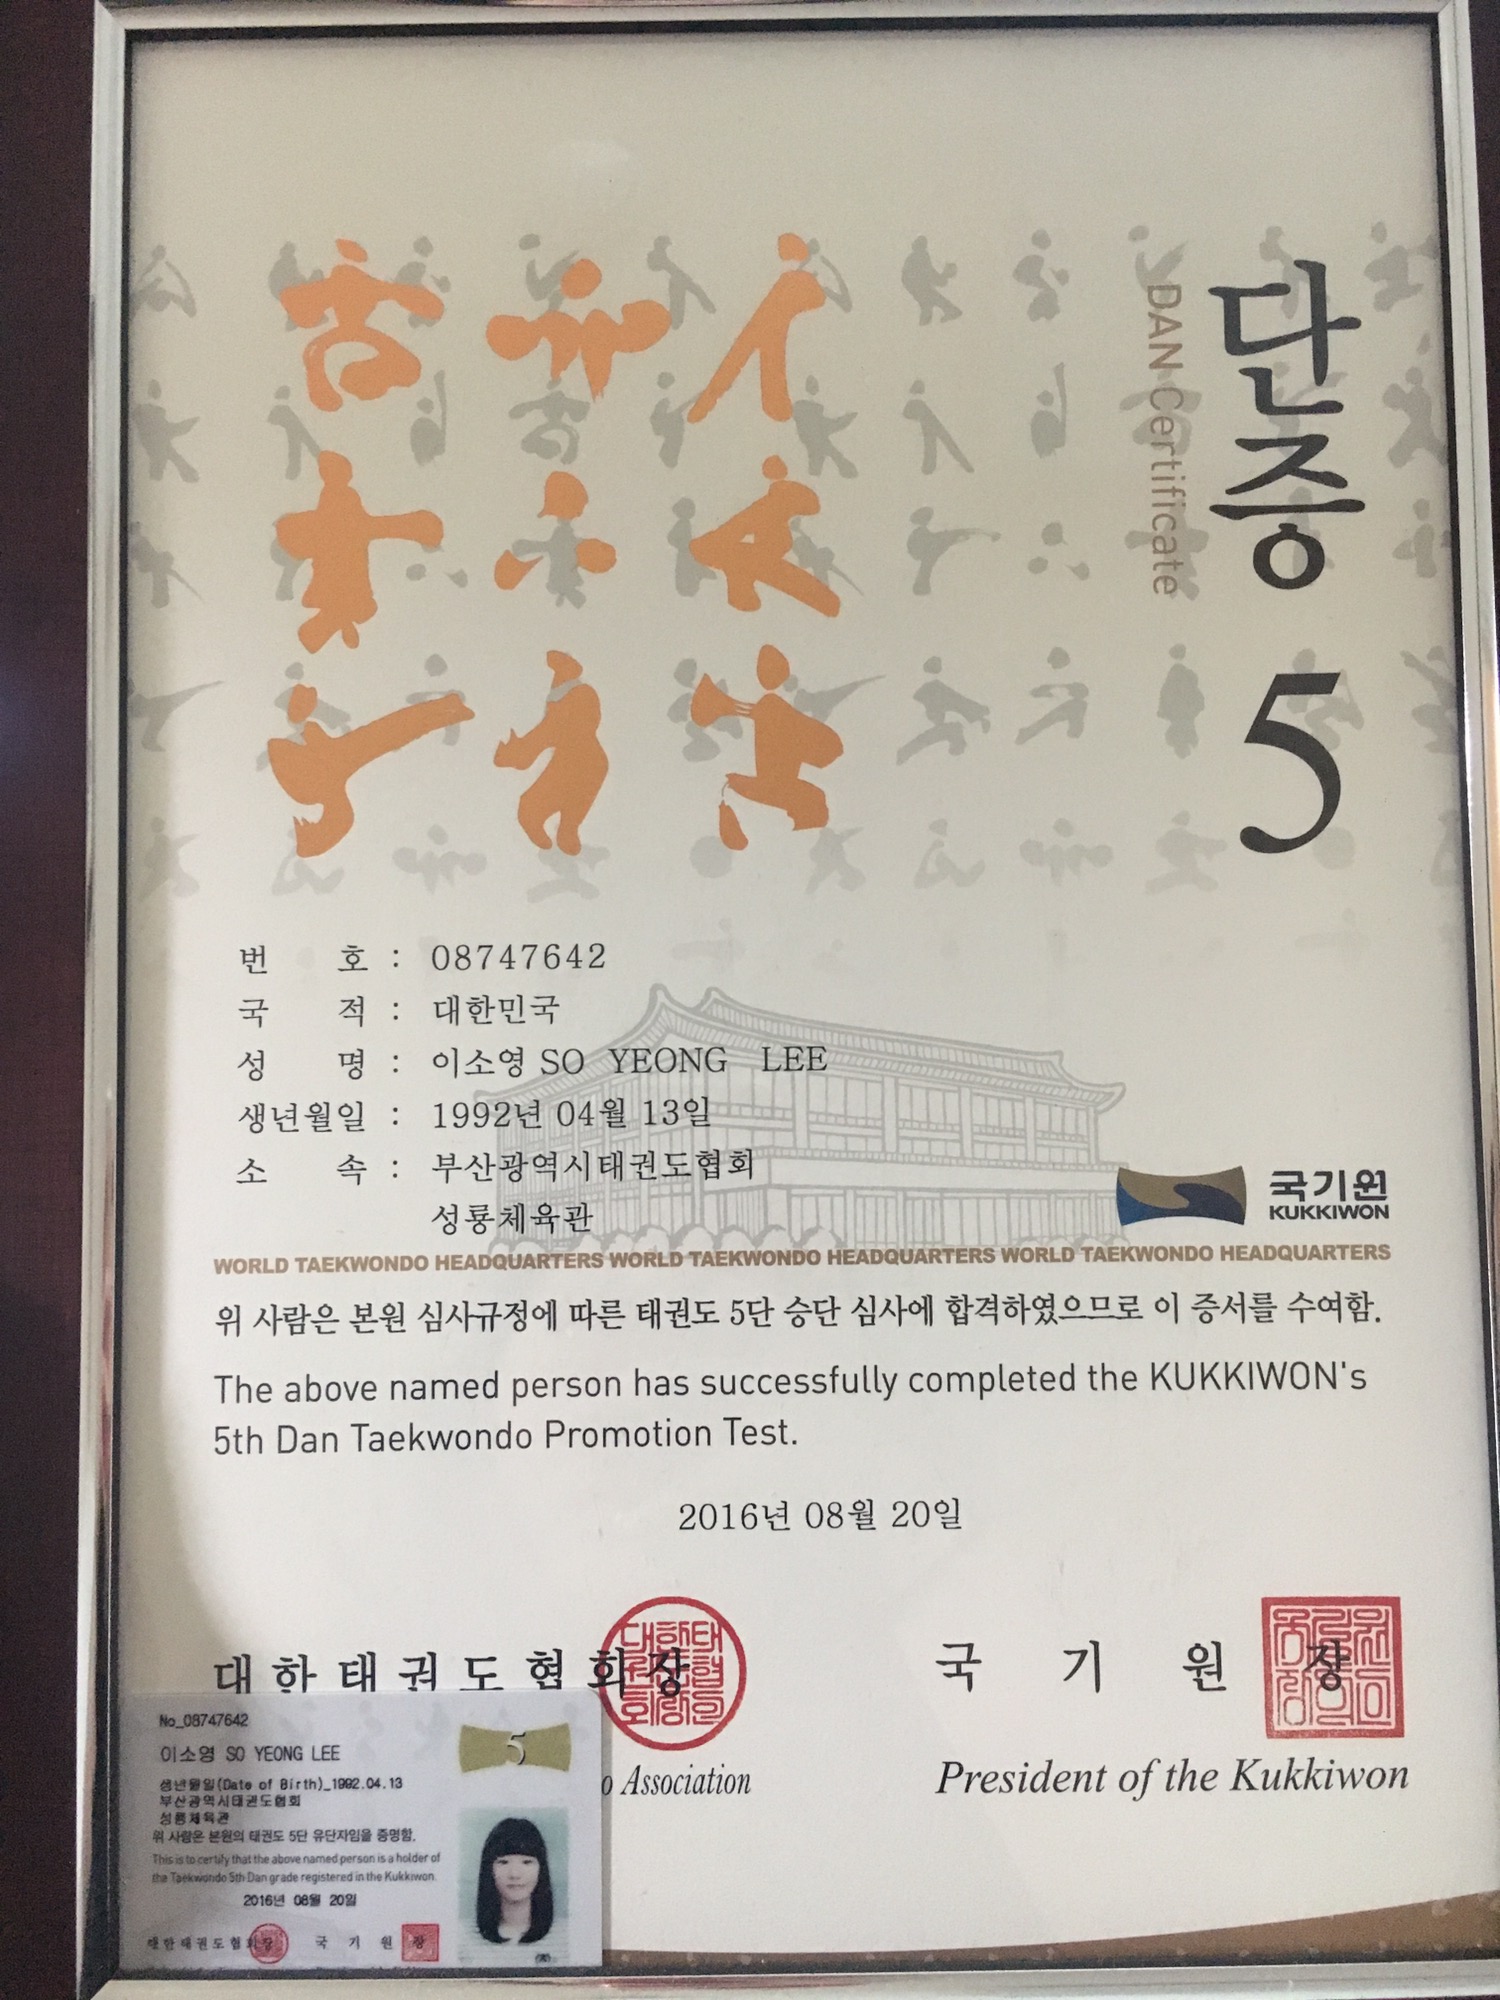 단증 5
DAN Certificate
번 호 : 08747642
국 적 : 대한민국
성 명 : 이소영 SO YEONG LEE
생년월일 : 1992년 04월 13일
소 속 : 부산광역시태권도협회
성룡체육관
국기원
KUKKIWON
WORLD TAEKWONDO HEADQUARTERS WORLD TAEKWONDO HEADQUARTERS WORLD TAEKWONDO HEADQUARTERS
위 사람은 본원 심사규정에 따른 태권도 5단 승단 심사에 합격하였으므로 이 증서를 수여함.
The above named person has successfully completed the KUKKIWON's
5th Dan Taekwondo Promotion Test.
2016년 08월 20일
대한태권도협회장
국 기 원 장
o Association
President of the Kukkiwon
No_08747642
5
이소영 SO YEONG LEE
생년월일(Date of Birth)_1992.04.13
부산광역시태권도협회
성룡체육관
위 사람은 본원의 태권도 5단 유단자임을 증명함.
This is to certify that the above named person is a holder of
the Taekwondo 5th Dan grade registered in the Kukkiwon.
2016년 08월 20일
대한태권도협회장 국 기 원 장